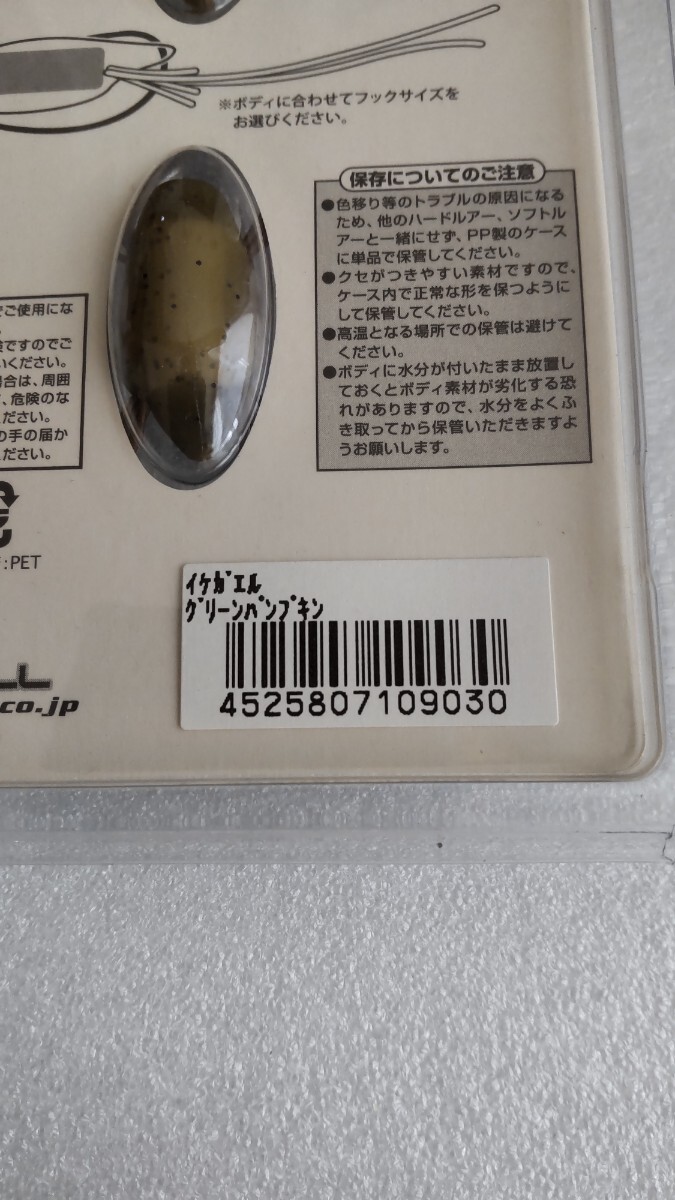 ※ボディに合わせてフックサイズを
お選びください。
保存についてのご注意
●色移り等のトラブルの原因になる
ため、他のハードルアー、ソフトル
アーと一緒にせず、PP製のケース
に単品で保管してください。
●クセがつきやすい素材ですので、
ケース内で正常な形を保つように
して保管してください。
●高温となる場所での保管は避けて
ください。
●ボディに水分が付いたまま放置し
ておくとボディ素材が劣化する恐
れがありますので、水分をよくふ
き取ってから保管いただきますよ
うお願いします。
でご使用にな
ですのでご
いください。
場合は、周囲
、危険のな
ださい。
の手の届か
ださい。
:PET
LL
co.jp
ｲｹｶﾞｴﾙ
ｸﾞﾘｰﾝﾊﾟﾝﾌﾟｷﾝ
4525807109030